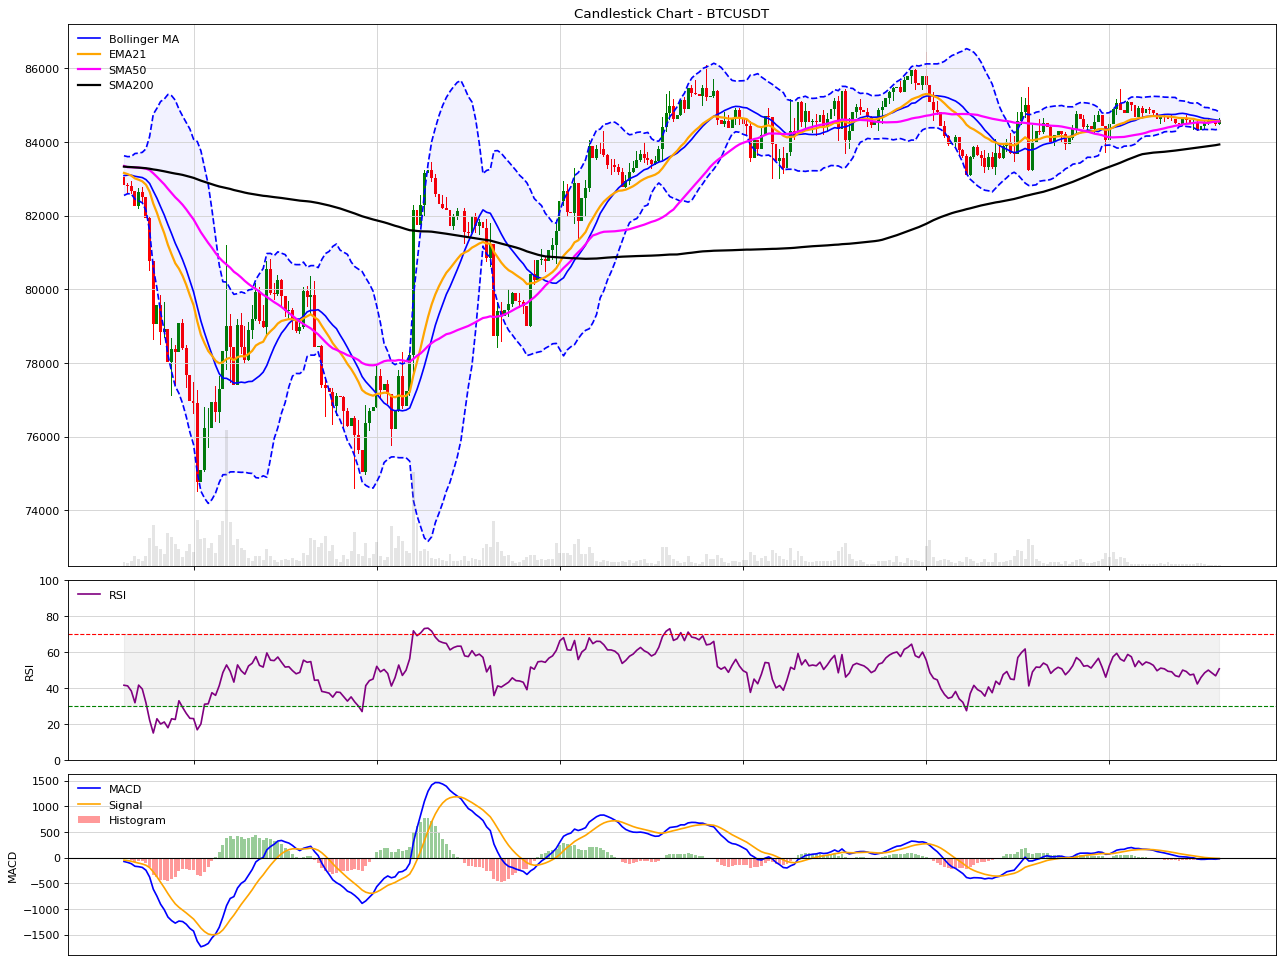 Candlestick Chart - BTCUSDT
Bollinger MA
EMA21
SMA50
SMA200
86000
84000
82000
80000
78000
76000
74000
100
80
60
40
20
0
RSI
RSI
1500
1000
500
0
−500
−1000
−1500
MACD
MACD
Signal
Histogram